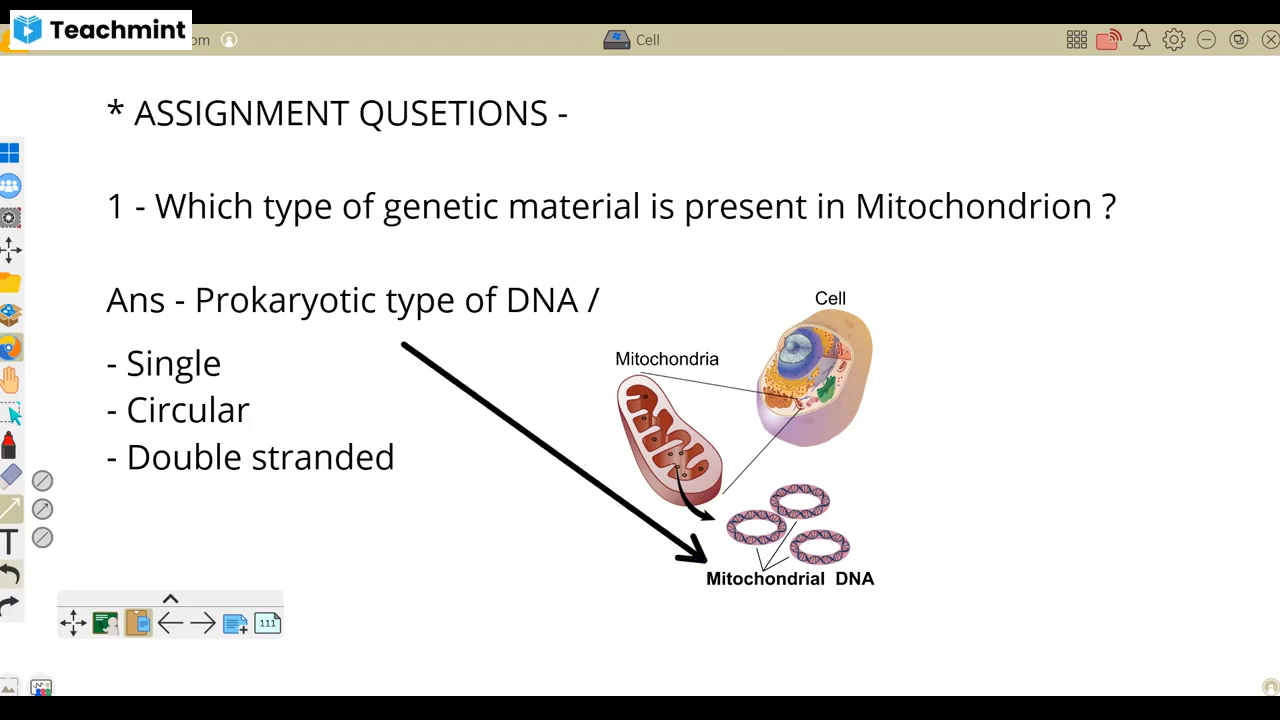 Teachmint
om
Cell
* ASSIGNMENT QUSETIONS -
1 - Which type of genetic material is present in Mitochondrion ?
Ans - Prokaryotic type of DNA /
- Single
- Circular
- Double stranded
Cell
Mitochondria
Mitochondrial DNA
T
111